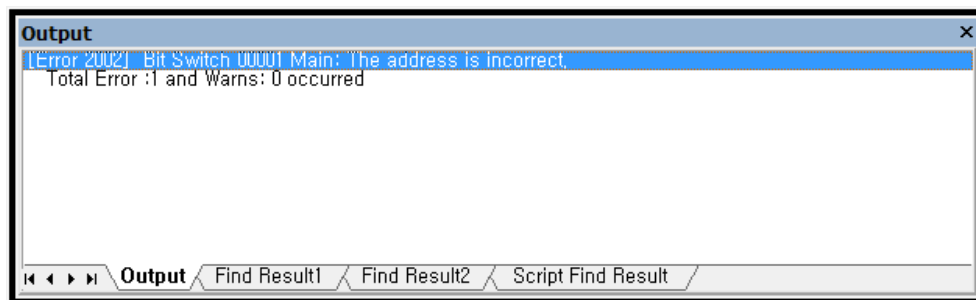 Output
[Error 2002] Bit Switch 00001 Main: The address is incorrect.
Total Error :1 and Warns: 0 occurred
Output Find Result1 Find Result2 Script Find Result